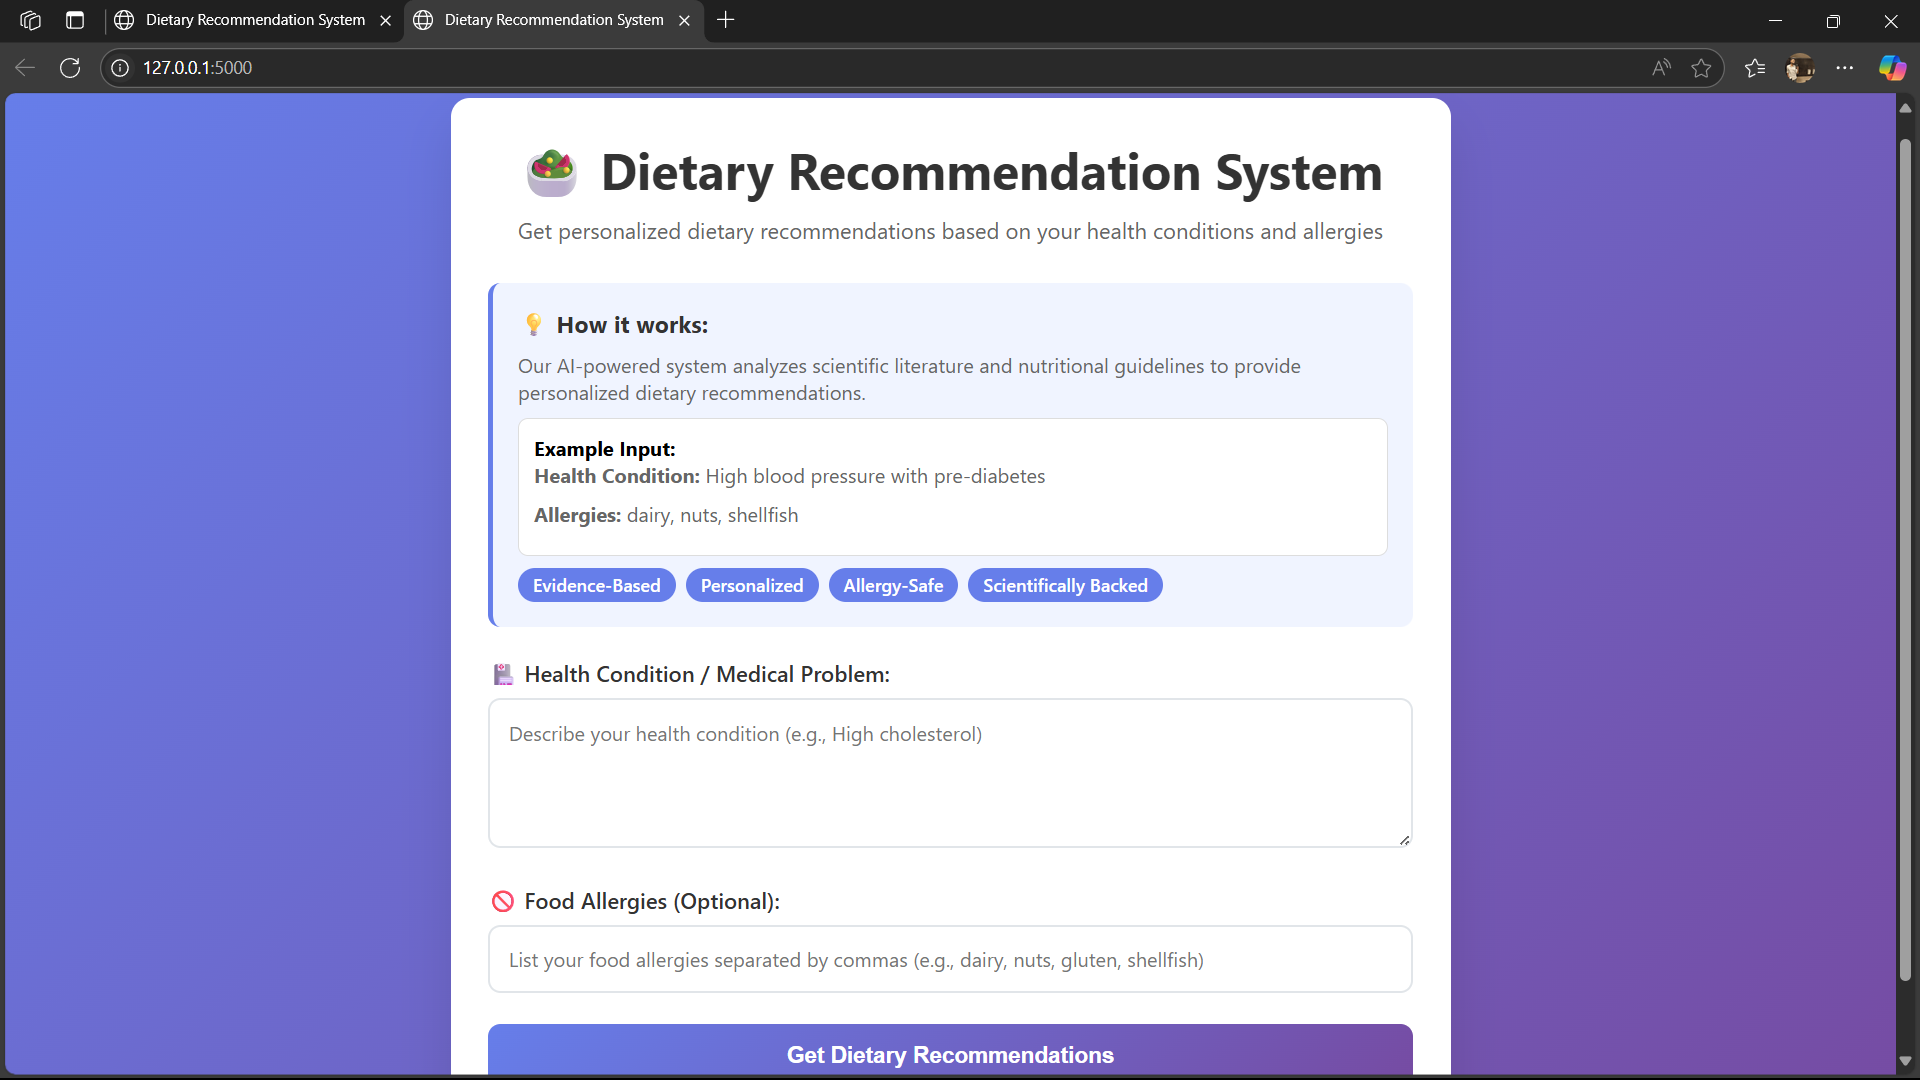 Dietary Recommendation System
Dietary Recommendation System
127.0.0.1:5000
Dietary Recommendation System
Get personalized dietary recommendations based on your health conditions and allergies
How it works:
Our AI-powered system analyzes scientific literature and nutritional guidelines to provide
personalized dietary recommendations.
Example Input:
Health Condition: High blood pressure with pre-diabetes
Allergies: dairy, nuts, shellfish
Evidence-Based Personalized Allergy-Safe Scientifically Backed
Health Condition / Medical Problem:
Describe your health condition (e.g., High cholesterol)
Food Allergies (Optional):
List your food allergies separated by commas (e.g., dairy, nuts, gluten, shellfish)
Get Dietary Recommendations